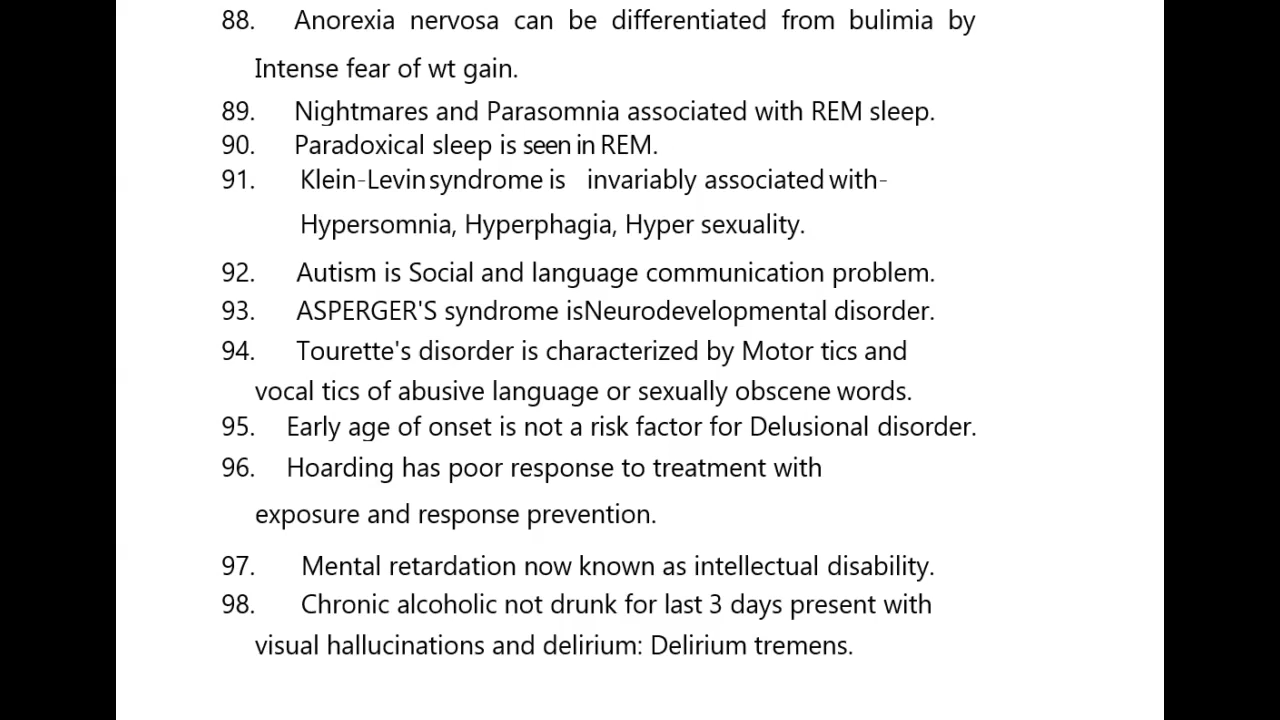 88. Anorexia nervosa can be differentiated from bulimia by
Intense fear of wt gain.
89. Nightmares and Parasomnia associated with REM sleep.
90. Paradoxical sleep is seen in REM.
91. Klein-Levin syndrome is invariably associated with-
Hypersomnia, Hyperphagia, Hyper sexuality.
92. Autism is Social and language communication problem.
93. ASPERGER'S syndrome isNeurodevelopmental disorder.
94. Tourette's disorder is characterized by Motor tics and
vocal tics of abusive language or sexually obscene words.
95. Early age of onset is not a risk factor for Delusional disorder.
96. Hoarding has poor response to treatment with
exposure and response prevention.
97. Mental retardation now known as intellectual disability.
98. Chronic alcoholic not drunk for last 3 days present with
visual hallucinations and delirium: Delirium tremens.